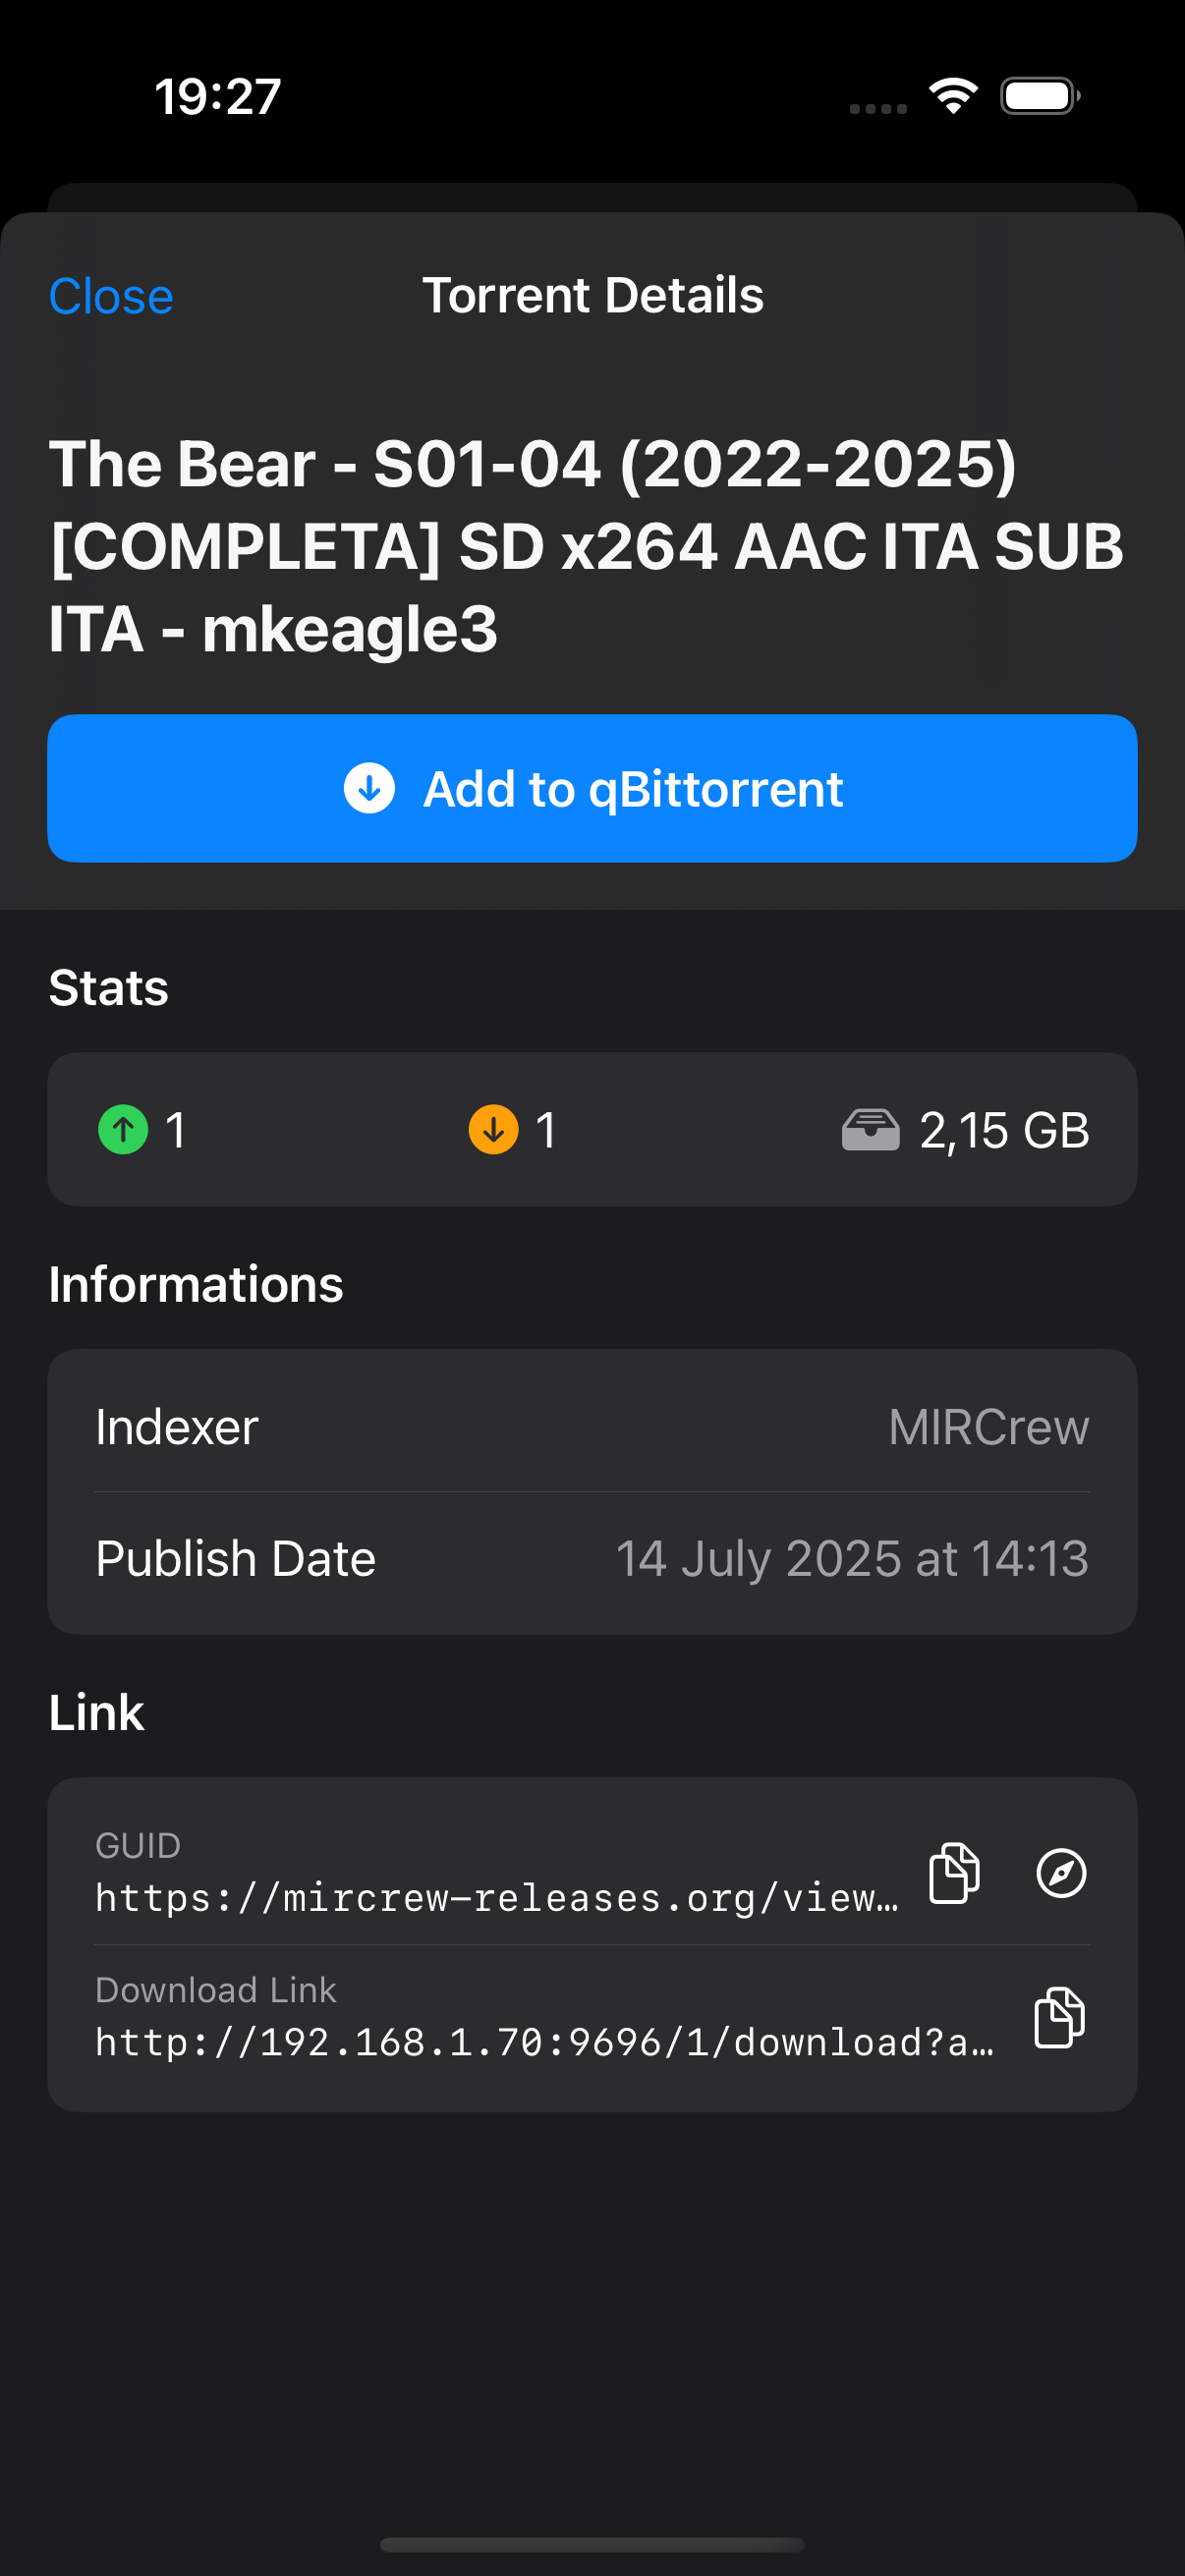 19:27
Close
Torrent Details
The Bear - S01-04 (2022-2025)
[COMPLETA] SD x264 AAC ITA SUB
ITA - mkeagle3
Add to qBittorrent
Stats
1
1
2,15 GB
Informations
Indexer
MIRCrew
Publish Date
14 July 2025 at 14:13
Link
GUID
https://mircrew-releases.org/view…
Download Link
http://192.168.1.70:9696/1/download?a…